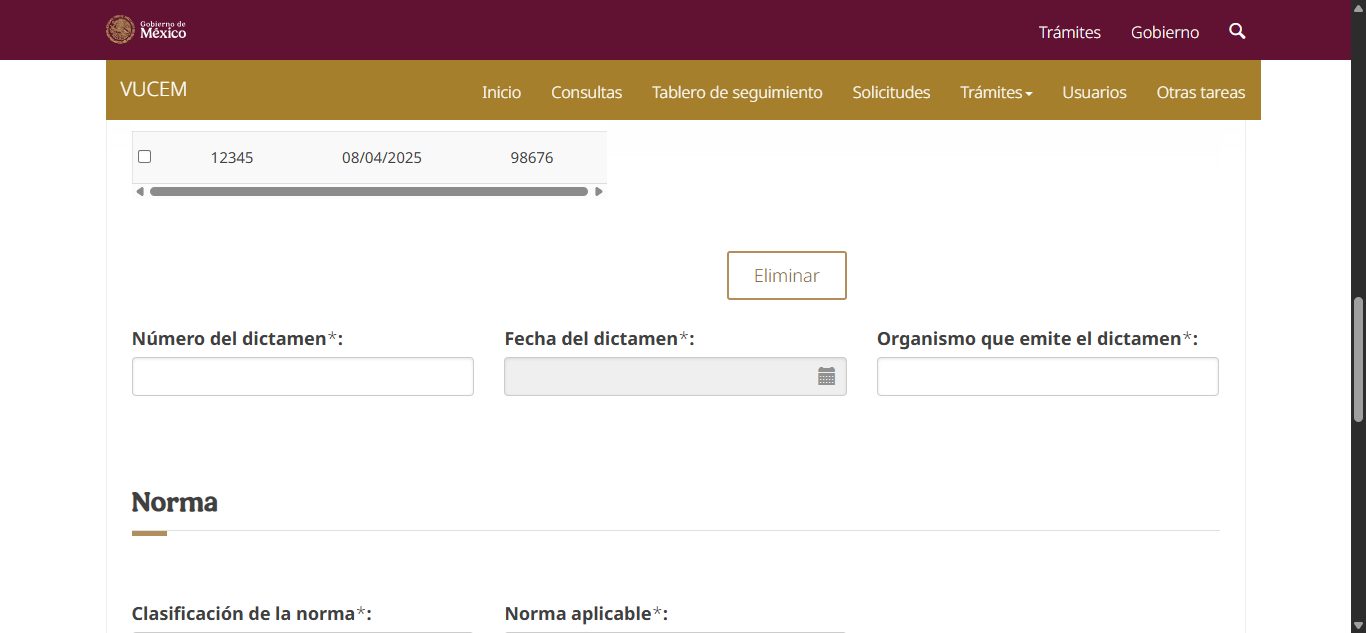 Gobierno de
México
Trámites Gobierno
VUCEM
Inicio Consultas Tablero de seguimiento Solicitudes Trámites Usuarios Otras tareas
12345 08/04/2025 98676
Eliminar
Número del dictamen*: Fecha del dictamen*: Organismo que emite el dictamen*:
Norma
Clasificación de la norma*: Norma aplicable*: